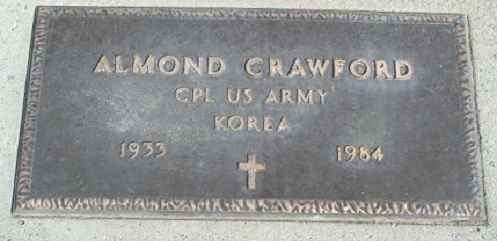 ALMOND CRAWFORD
CPL US ARMY
KOREA
1933 1984